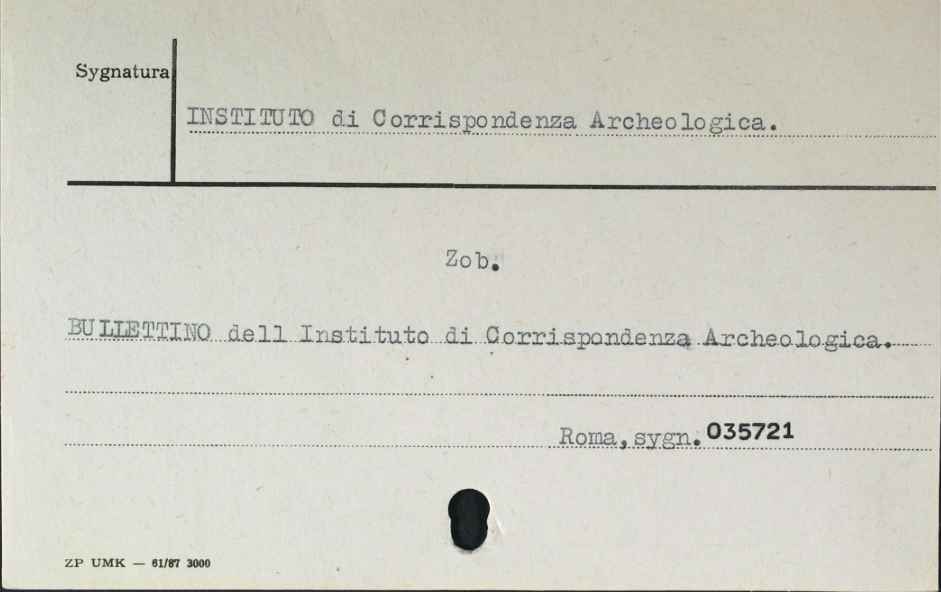 Sygnatura
INSTITUTO di Corrispondenza Archeologica.
Zob.
BULLETTINO dell Instituto di Corrispondenza Archeologica.
Roma, sygn. 035721
ZP UMK — 61/87 3000